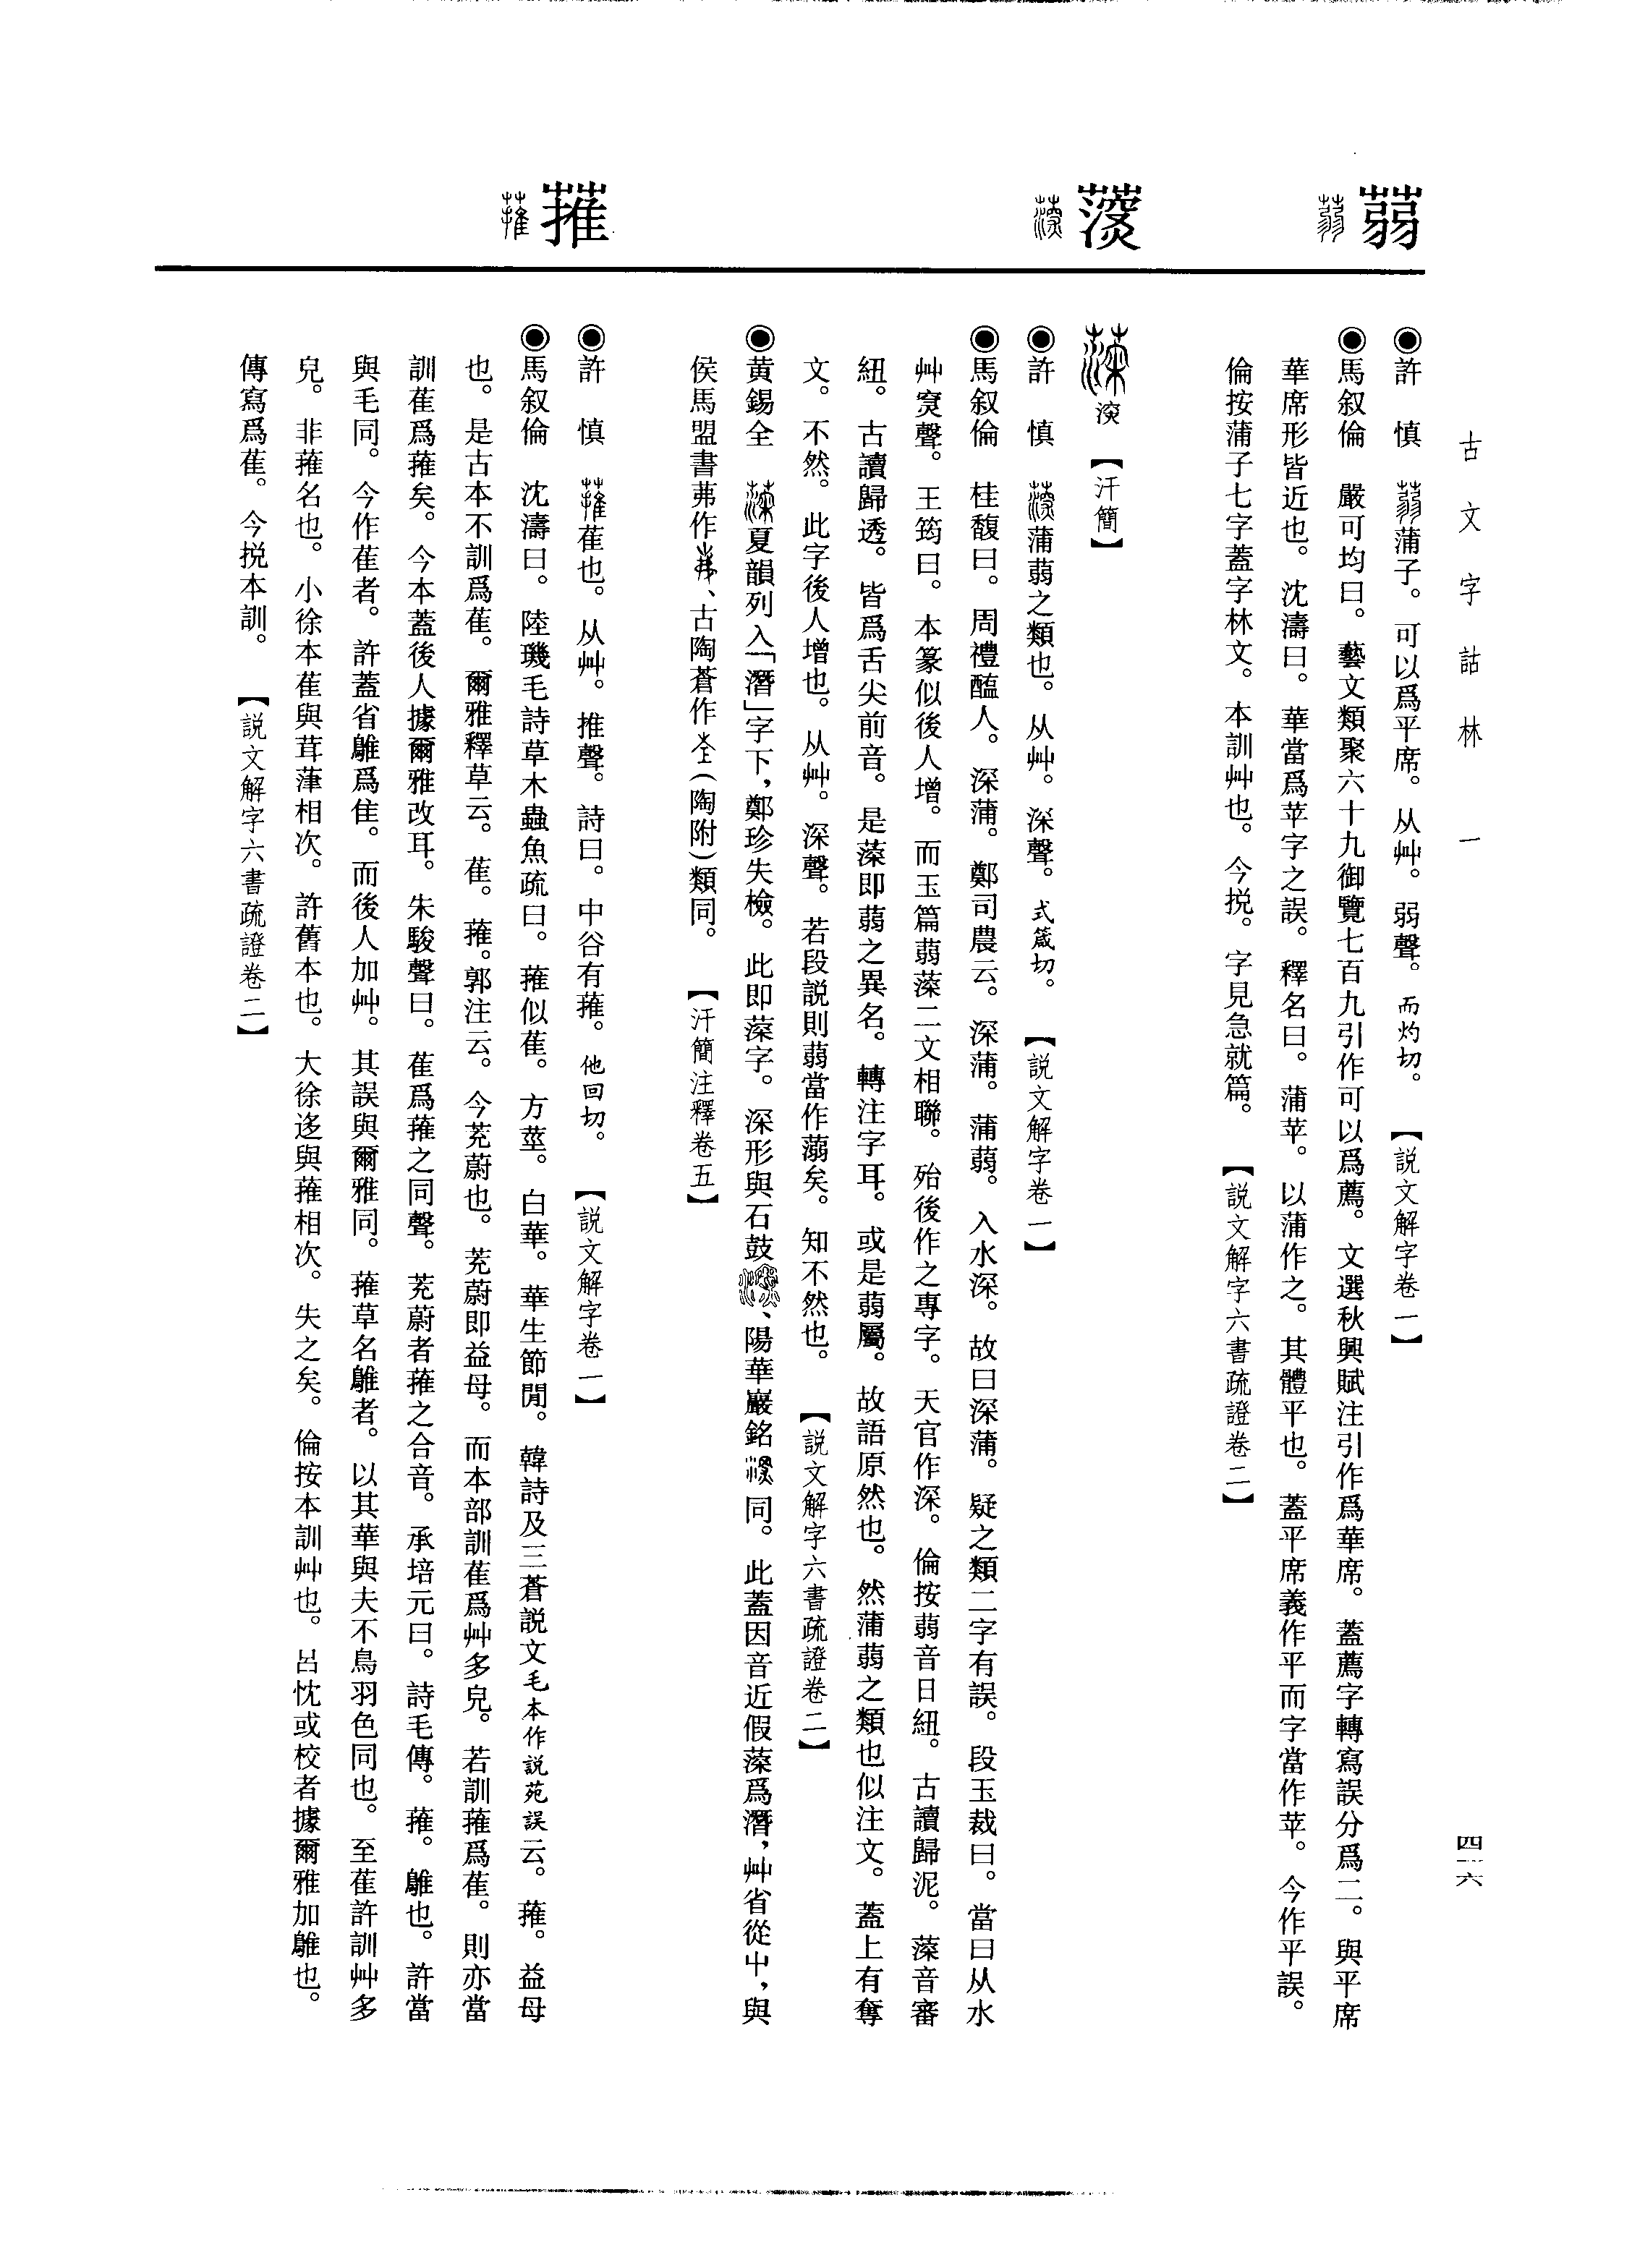 古文字詁林 一
四一六
蒻
蒻
◉許　慎　蒻蒲子。可以爲平席。从艸。弱聲。而灼切。【説文解字卷一】
◉馬叙倫　嚴可均曰。藝文類聚六十九御覽七百九引作可以爲薦。文選秋興賦注引作爲華席。蓋薦字轉寫誤分爲二。與平席
華席形皆近也。沈濤曰。華當爲苹字之誤。釋名曰。蒲苹。以蒲作之。其體平也。蓋平席義作平而字當作苹。今作平誤。
倫按蒲子七字蓋字林文。本訓艸也。今捝。字見急就篇。【説文解字六書疏證卷二】
蒤
【汗簡】
◉許　慎　蒲蒻之類也。从艸。深聲。式箴切。【説文解字卷一】
◉馬叙倫　桂馥曰。周禮醢人。深蒲。鄭司農云。深蒲。蒲蒻。入水深。故曰深蒲。疑之類二字有誤。段玉裁曰。當曰从水
艸罙聲。王筠曰。本篆似後人增。而玉篇蒻蒤二文相聯。殆後作之專字。天官作深。倫按蒻音日紐。古讀歸泥。蒤音審
紐。古讀歸透。皆爲舌尖前音。是蒤即蒻之異名。轉注字耳。或是蒻屬。故語原然也。然蒲蒻之類也似注文。蓋上有奪
文。不然。此字後人增也。从艸。深聲。若段説則蒻當作蒻矣。知不然也。【説文解字六書疏證卷二】
◉黄錫全　夏韻列入「潛」字下，鄭珍失檢。此即蒤字。深形與石鼓、陽華巖銘同。此蓋因音近假蒤爲潛，艸省從屮，與
侯馬盟書茀作、古陶蒼作(陶附)類同。【汗簡注釋卷五】
蓷
蓷
◉許　慎　蓷萑也。从艸。推聲。詩曰。中谷有蓷。他回切。【説文解字卷一】
◉馬叙倫　沈濤曰。陸璣毛詩草木蟲魚疏曰。蓷似萑。方莖。白華。華生節閒。韓詩及三蒼説文毛本作説苑誤云。蓷。益母
也。是古本不訓爲萑。爾雅釋草云。萑。蓷。郭注云。今茺蔚也。茺蔚即益母。而本部訓萑爲艸多皃。若訓蓷爲萑。則亦當
訓萑爲蓷矣。今本蓋後人據爾雅改耳。朱駿聲曰。萑爲蓷之同聲。茺蔚者蓷之合音。承培元曰。詩毛傳。蓷。鵻也。許當
與毛同。今作萑者。許蓋省鵻爲隹。而後人加艸。其誤與爾雅同。蓷草名鵻者。以其華與夫不鳥羽色同也。至萑許訓艸多
皃。非蓷名也。小徐本萑與茸葏相次。許舊本也。大徐迻與蓷相次。失之矣。倫按本訓艸也。呂忱或校者據爾雅加鵻也。
傳寫爲萑。今捝本訓。【説文解字六書疏證卷二】